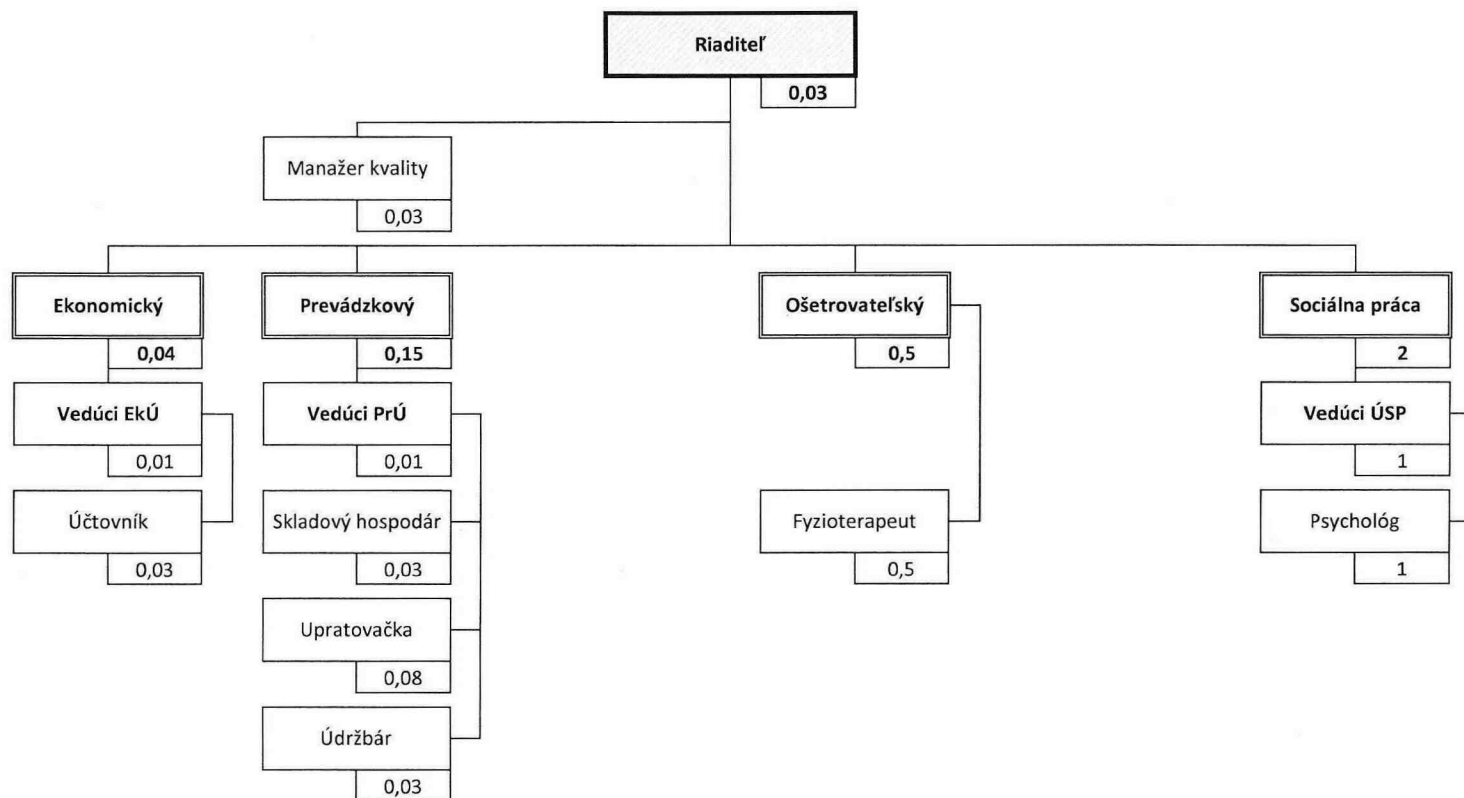 Riaditeľ
0,03
Manažer kvality
0,03
Ekonomický
0,04
Vedúci EkÚ
0,01
Účtovník
0,03
Prevádzkový
0,15
Vedúci PrÚ
0,01
Skladový hospodár
0,03
Upratovačka
0,08
Údržbár
0,03
Ošetrovateľský
0,5
Fyzioterapeut
0,5
Sociálna práca
2
Vedúci ÚSP
1
Psychológ
1